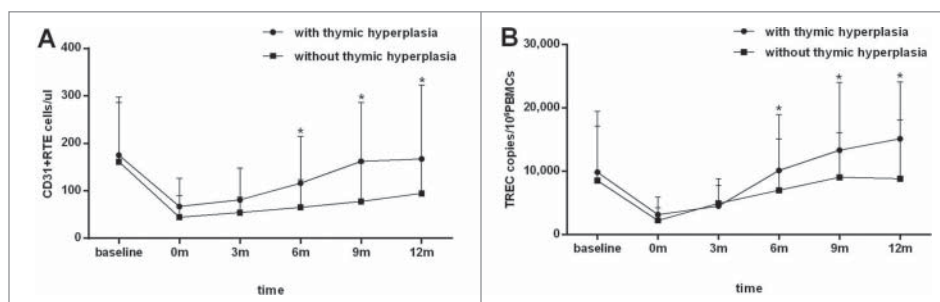 A
with thymic hyperplasia
without thymic hyperplasia
CD31+RTE cells/ul
400
300
200
100
0
*
*
*
baseline
0m
3m
6m
9m
12m
time
B
with thymic hyperplasia
without thymic hyperplasia
TREC copies/10⁶PBMCs
30,000
20,000
10,000
0
*
*
*
baseline
0m
3m
6m
9m
12m
time